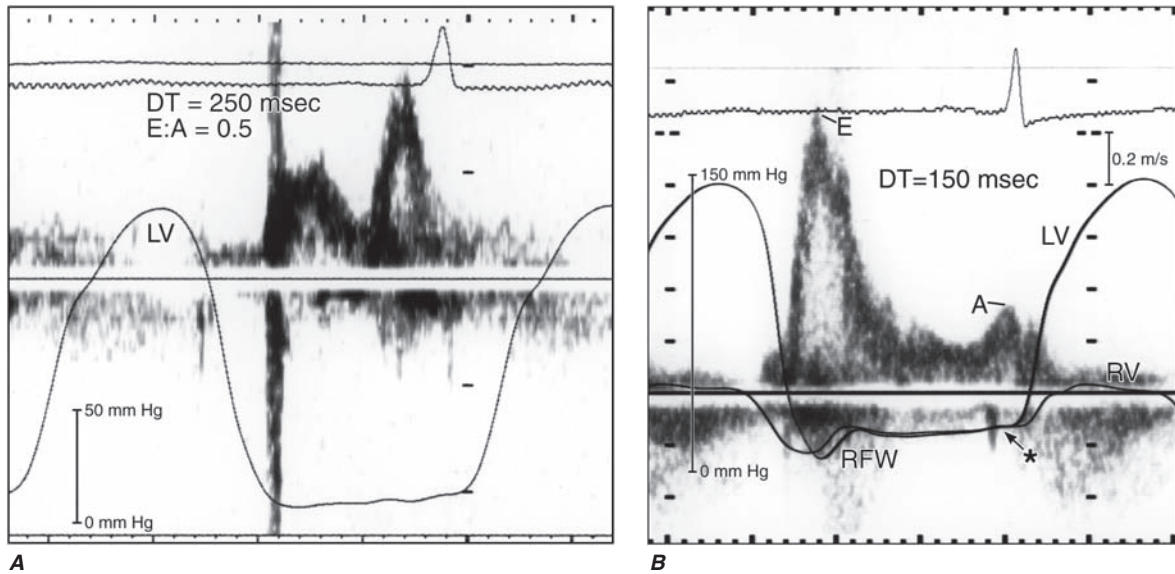 DT = 250 msec
E:A = 0.5
LV
50 mm Hg
0 mm Hg
A
E
0.2 m/s
150 mm Hg
DT=150 msec
LV
A
RV
RFW
*
0 mm Hg
B